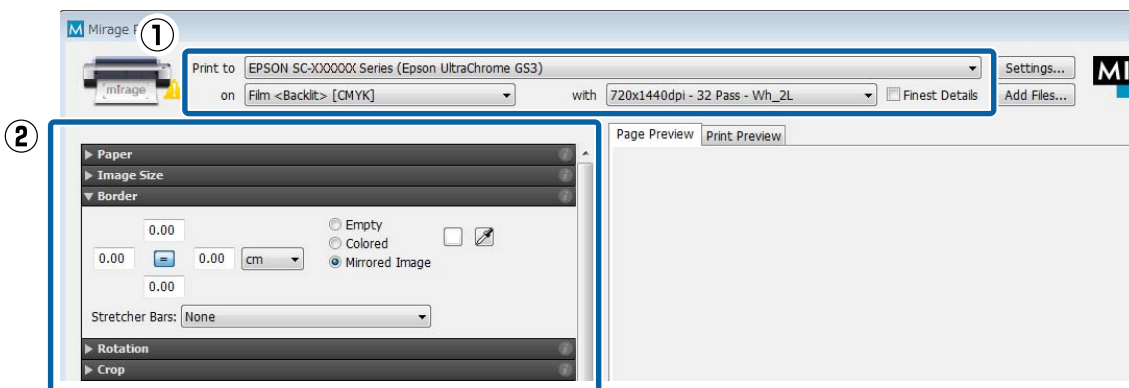 Mirage P
①
Print to EPSON SC-XXXXXX Series (Epson UltraChrome GS3) Settings...
mirage on Film <Backlit> [CMYK] with 720x1440dpi - 32 Pass - Wh_2L Finest Details Add Files...
MI
②
Page Preview Print Preview
Paper
Image Size
Border
0.00
Empty
Colored
0.00 = 0.00 cm Mirrored Image
0.00
Stretcher Bars: None
Rotation
Crop